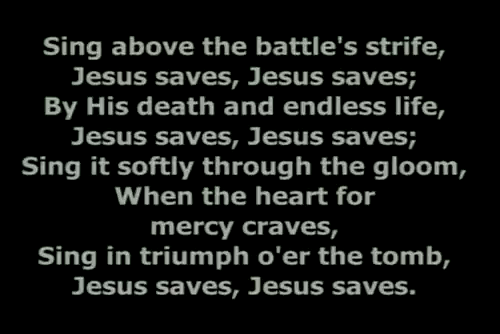 Sing above the battle's strife,
Jesus saves, Jesus saves;
By His death and endless life,
Jesus saves, Jesus saves;
Sing it softly through the gloom,
When the heart for
mercy craves,
Sing in triumph o'er the tomb,
Jesus saves, Jesus saves.